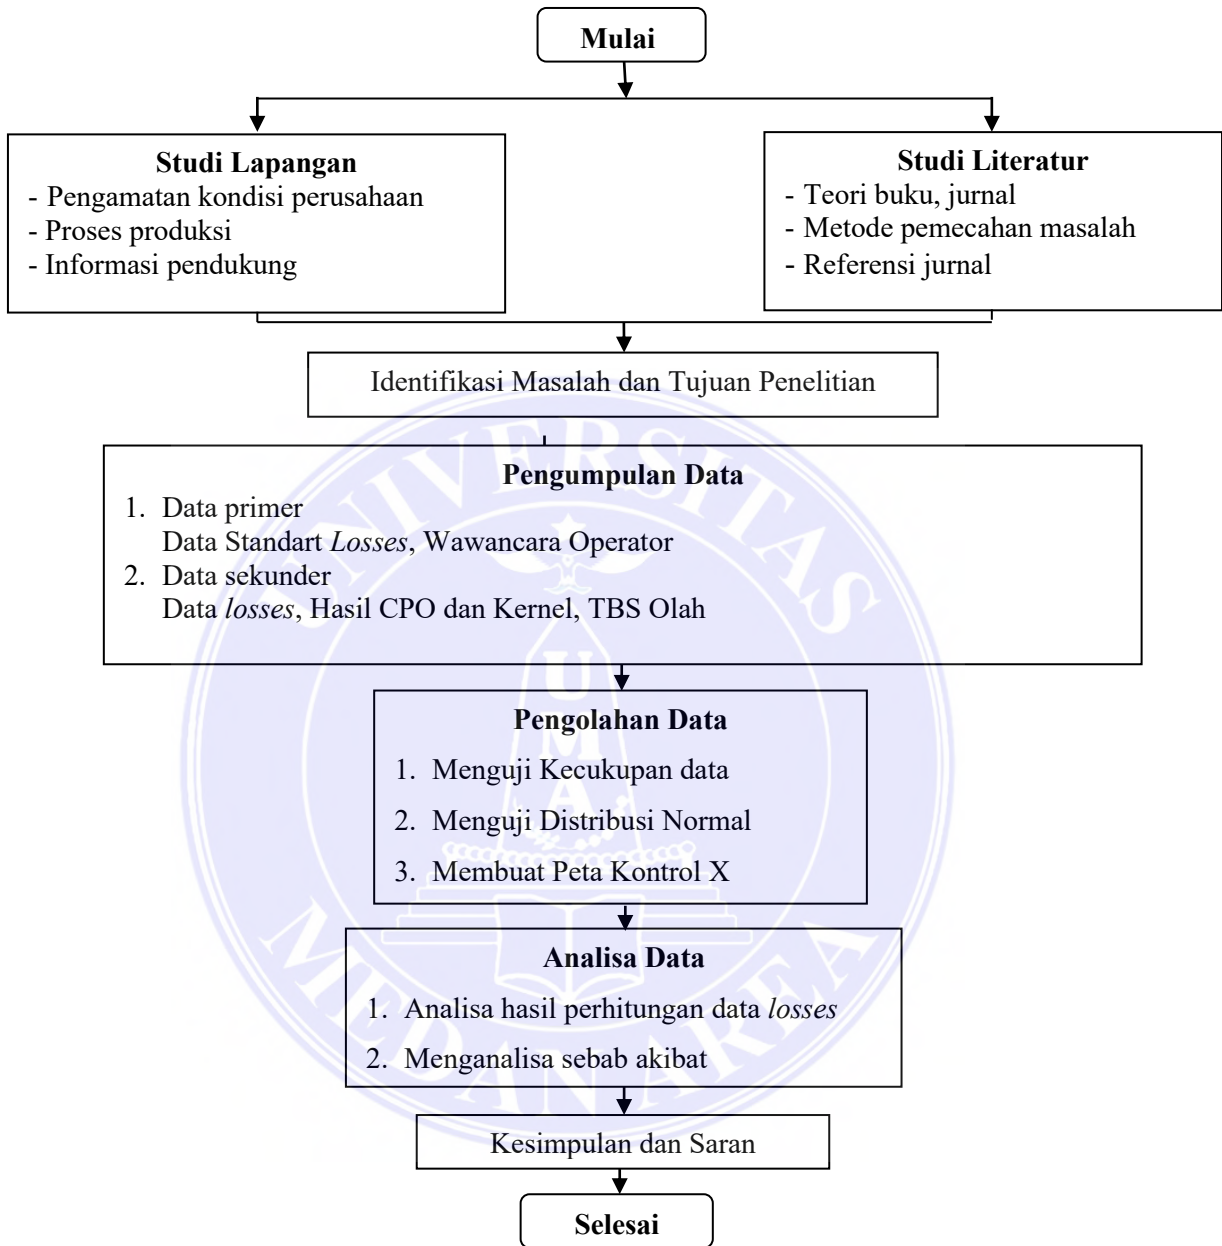 Mulai
Studi Lapangan
- Pengamatan kondisi perusahaan
- Proses produksi
- Informasi pendukung
Studi Literatur
- Teori buku, jurnal
- Metode pemecahan masalah
- Referensi jurnal
Identifikasi Masalah dan Tujuan Penelitian
Pengumpulan Data
1. Data primer
Data Standart Losses, Wawancara Operator
2. Data sekunder
Data losses, Hasil CPO dan Kernel, TBS Olah
Pengolahan Data
1. Menguji Kecukupan data
2. Menguji Distribusi Normal
3. Membuat Peta Kontrol X
Analisa Data
1. Analisa hasil perhitungan data losses
2. Menganalisa sebab akibat
Kesimpulan dan Saran
Selesai
UNIVERSITAS
MEDAN AREA
U
M
A